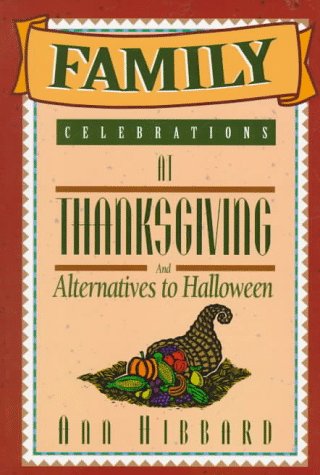 FAMILY
CELEBRATIONS
AT
THANKSGIVING
And
Alternatives to Halloween
ANN HIBBARD